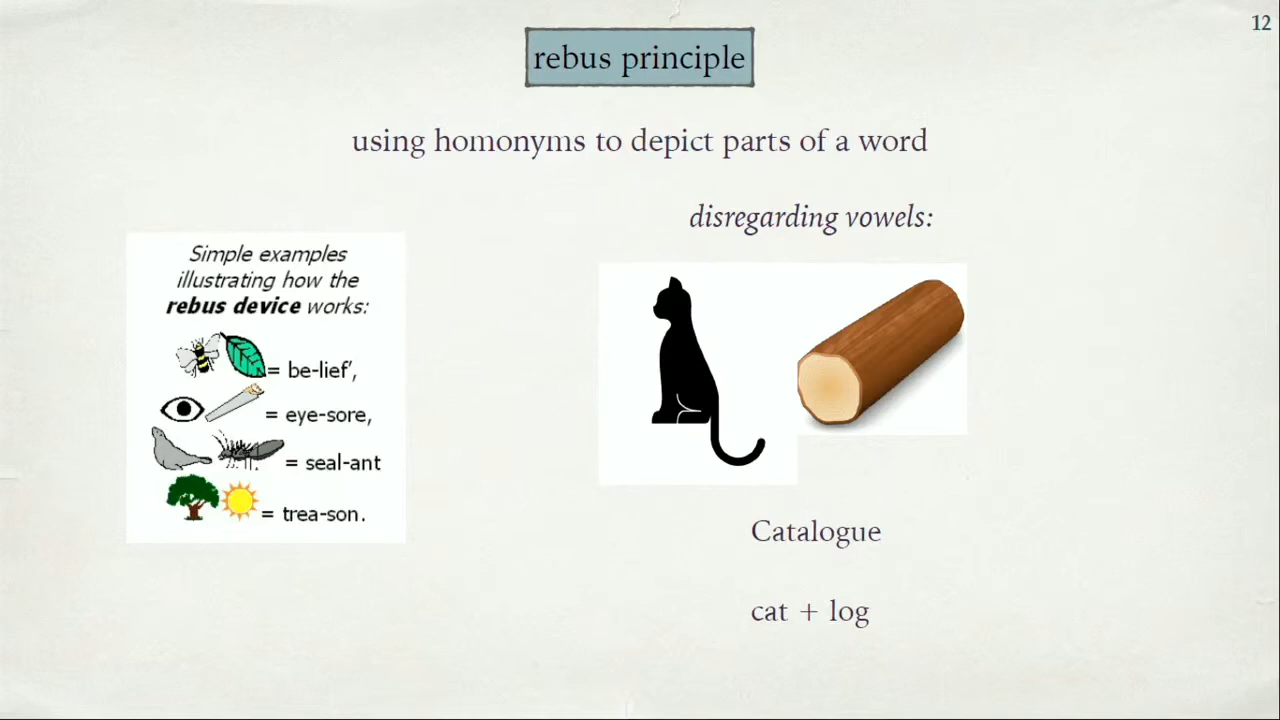 12
rebus principle
using homonyms to depict parts of a word
disregarding vowels:
Simple examples
illustrating how the
rebus device works:
= be-lief',
= eye-sore,
= seal-ant
= trea-son.
Catalogue
cat + log